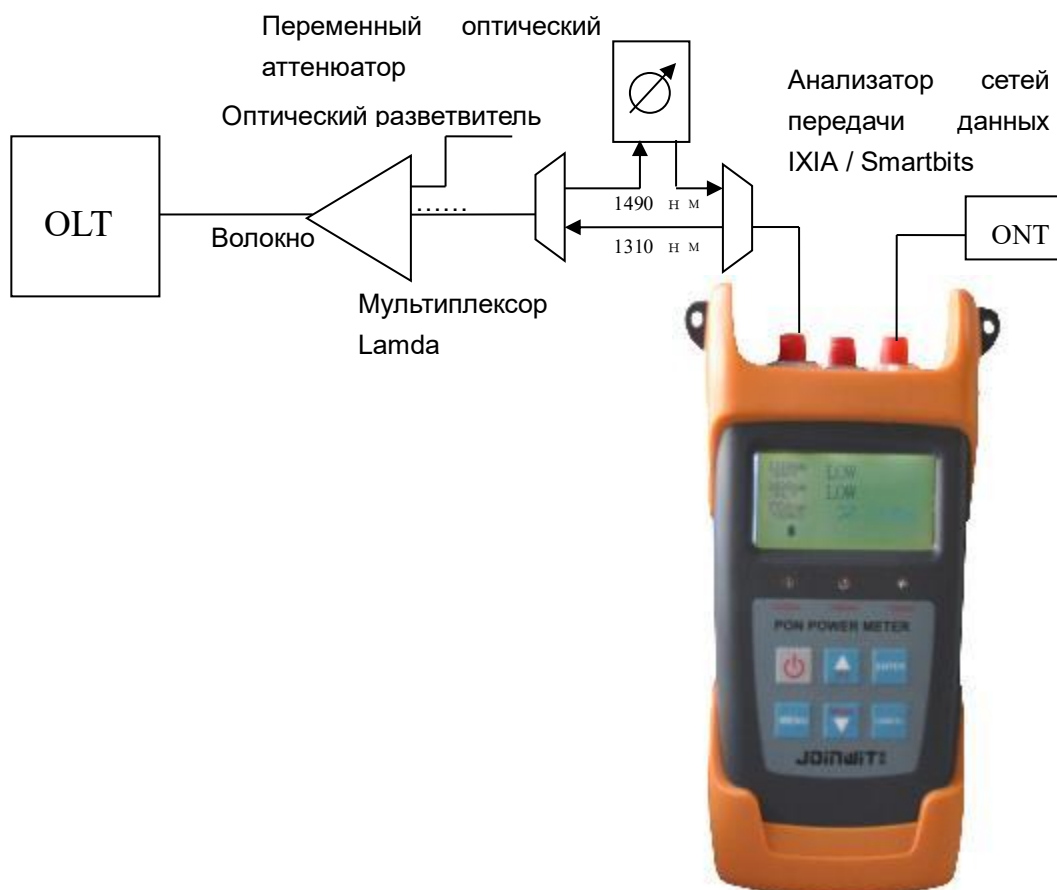 Переменный оптический
аттенюатор
Оптический разветвитель
Анализатор сетей
передачи данных
IXIA / Smartbits
OLT
Волокно
......
1490 нм
1310 нм
ONT
Мультиплексор
Lamda
LOW
LOW
PON POWER METER
ENTER
MENU
JOINWIT